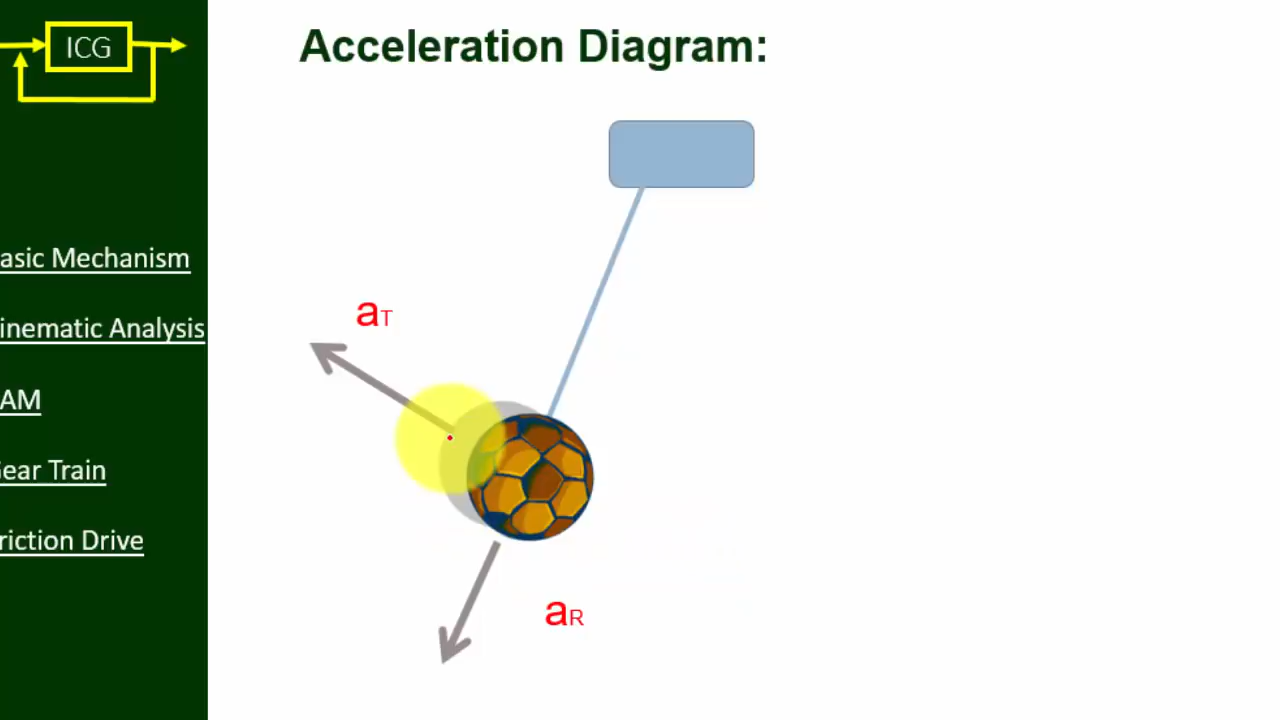 ICG
Acceleration Diagram:
asic Mechanism
inematic Analysis
AM
ear Train
riction Drive
aT
aR